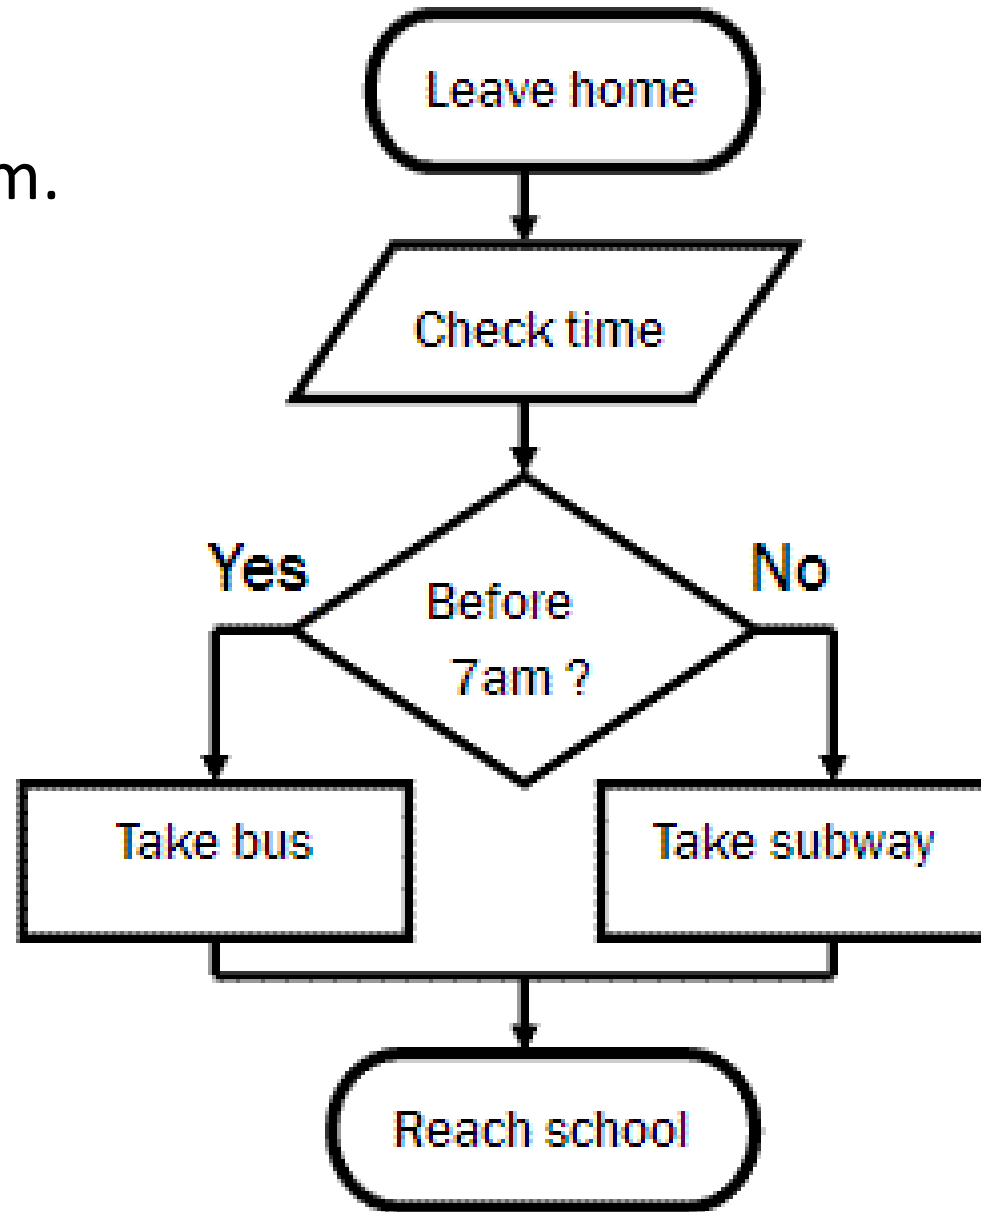 Leave home
m.
Check time
Yes
No
Before
7am ?
Take bus
Take subway
Reach school